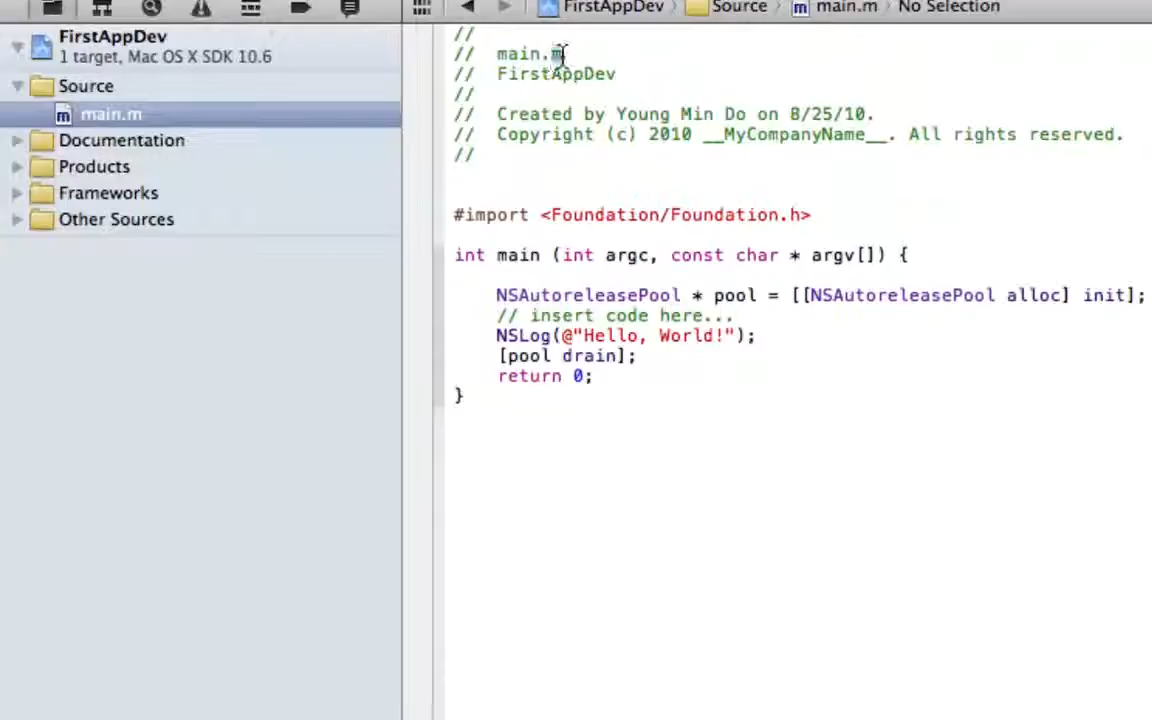 FirstAppDev
1 target, Mac OS X SDK 10.6
Source
main.m
Documentation
Products
Frameworks
Other Sources
FirstAppDev Source main.m No Selection
//
// main.m
// FirstAppDev
//
// Created by Young Min Do on 8/25/10.
// Copyright (c) 2010 __MyCompanyName__. All rights reserved.
//
#import <Foundation/Foundation.h>
int main (int argc, const char * argv[]) {
NSAutoreleasePool * pool = [[NSAutoreleasePool alloc] init];
// insert code here...
NSLog(@"Hello, World!");
[pool drain];
return 0;
}